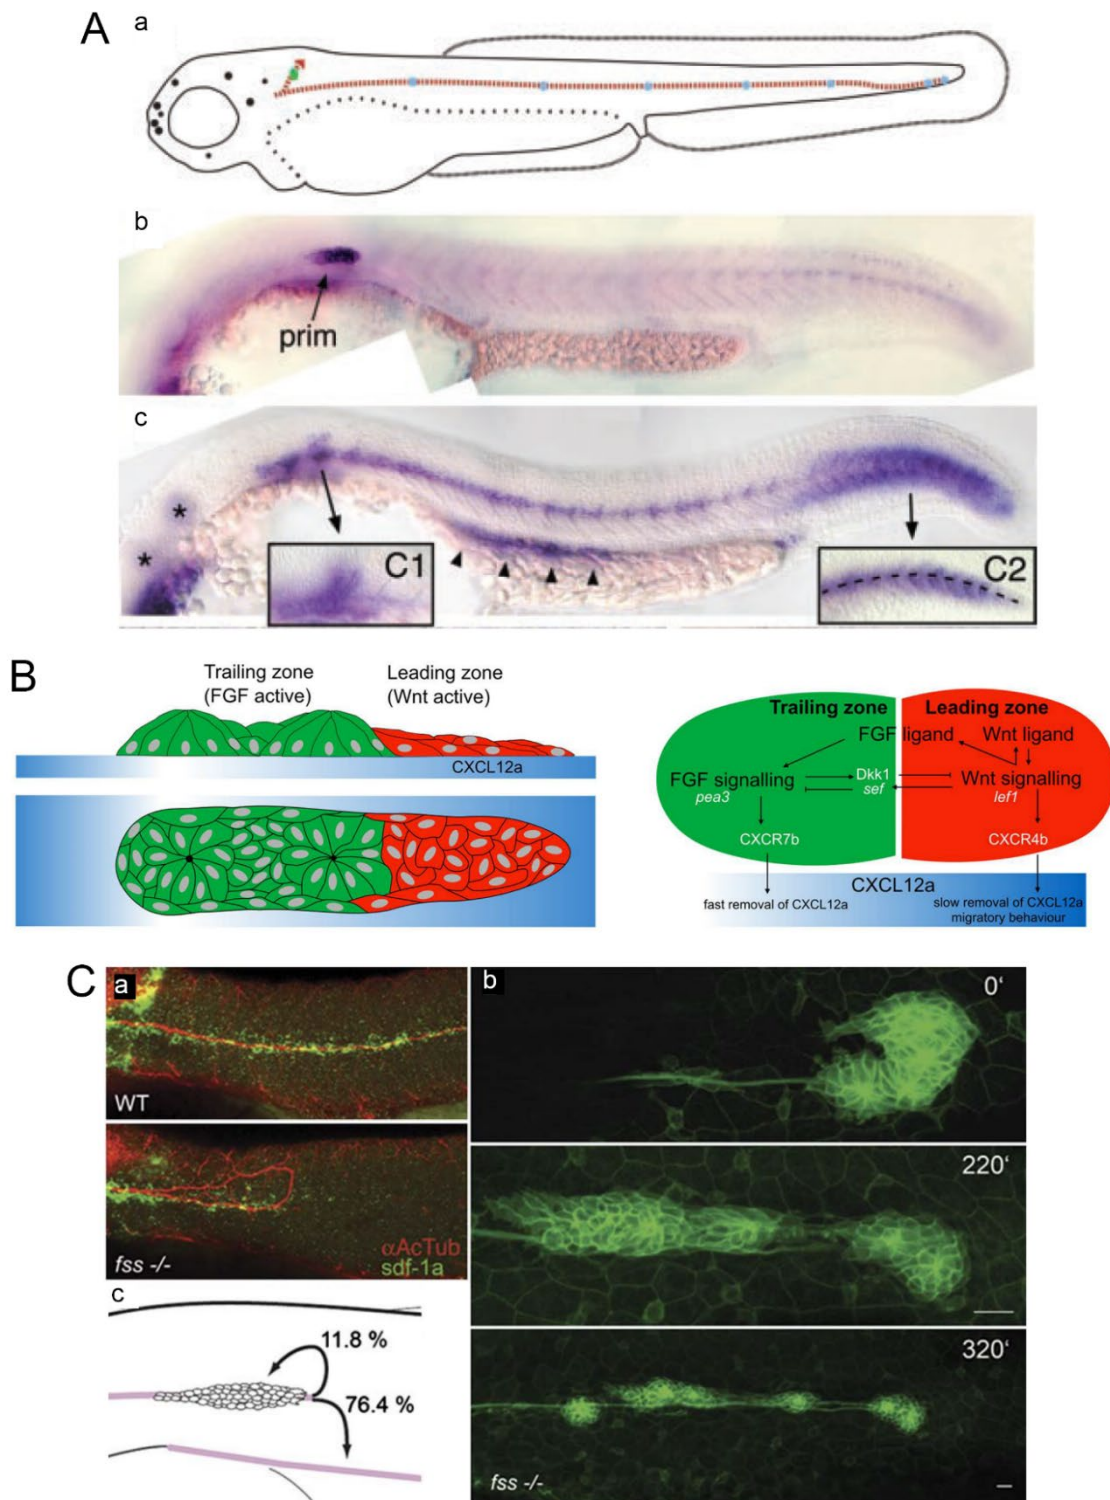 A
a
b
prim
c
*
*
C1
C2
B
Trailing zone
(FGF active)
Leading zone
(Wnt active)
CXCL12a
Trailing zone
Leading zone
FGF ligand
Wnt ligand
FGF signalling
pea3
Dkk1
sef
Wnt signalling
lef1
CXCR7b
CXCR4b
CXCL12a
fast removal of CXCL12a
slow removal of CXCL12a
migratory behaviour
C
a
WT
αAcTub
fss -/-
sdf-1a
b
0‘
220‘
320‘
fss -/-
c
11.8 %
76.4 %